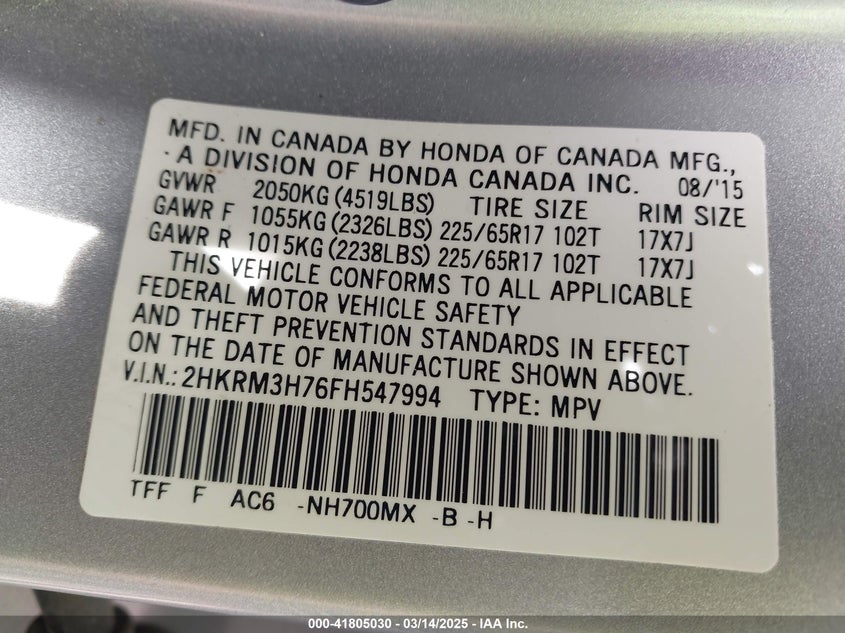 MFD. IN CANADA BY HONDA OF CANADA MFG.,
A DIVISION OF HONDA CANADA INC. 08/'15
GVWR 2050KG (4519LBS) TIRE SIZE RIM SIZE
GAWR F 1055KG (2326LBS) 225/65R17 102T 17X7J
GAWR R 1015KG (2238LBS) 225/65R17 102T 17X7J
THIS VEHICLE CONFORMS TO ALL APPLICABLE
FEDERAL MOTOR VEHICLE SAFETY
AND THEFT PREVENTION STANDARDS IN EFFECT
ON THE DATE OF MANUFACTURE SHOWN ABOVE.
V.I.N.: 2HKRM3H76FH547994 TYPE: MPV
TFF F AC6 -NH700MX -B -H
000-41805030 - 03/14/2025 - IAA Inc.